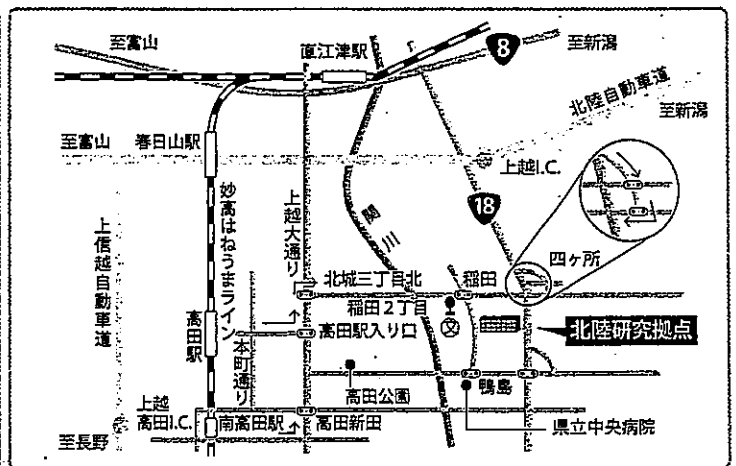 至富山
直江津駅
8
至新潟
北陸自動車道
至新潟
至富山
春日山駅
上越I.C.
18
上信越自動車道
妙高はねうまライン
上越大通り
関川
四ヶ所
北城三丁目北
稲田
稲田2丁目
高田駅
本町通り
高田駅入り口
文
北陸研究拠点
高田公園
鴨島
上越
高田I.C.
南高田駅
高田新田
県立中央病院
至長野